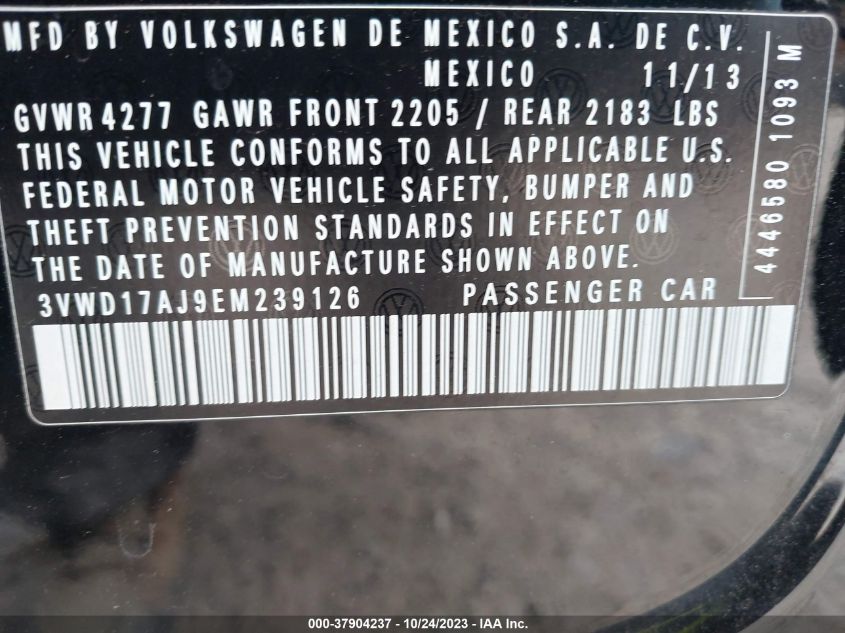 MFD BY VOLKSWAGEN DE MEXICO S.A. DE C.V.
MEXICO 11/13
GVWR 4277 GAWR FRONT 2205 / REAR 2183 LBS
THIS VEHICLE CONFORMS TO ALL APPLICABLE U.S.
FEDERAL MOTOR VEHICLE SAFETY, BUMPER AND
THEFT PREVENTION STANDARDS IN EFFECT ON
THE DATE OF MANUFACTURE SHOWN ABOVE.
3VWD17AJ9EM239126 PASSENGER CAR
4446580 1093 M
000-37904237 - 10/24/2023 - IAA Inc.